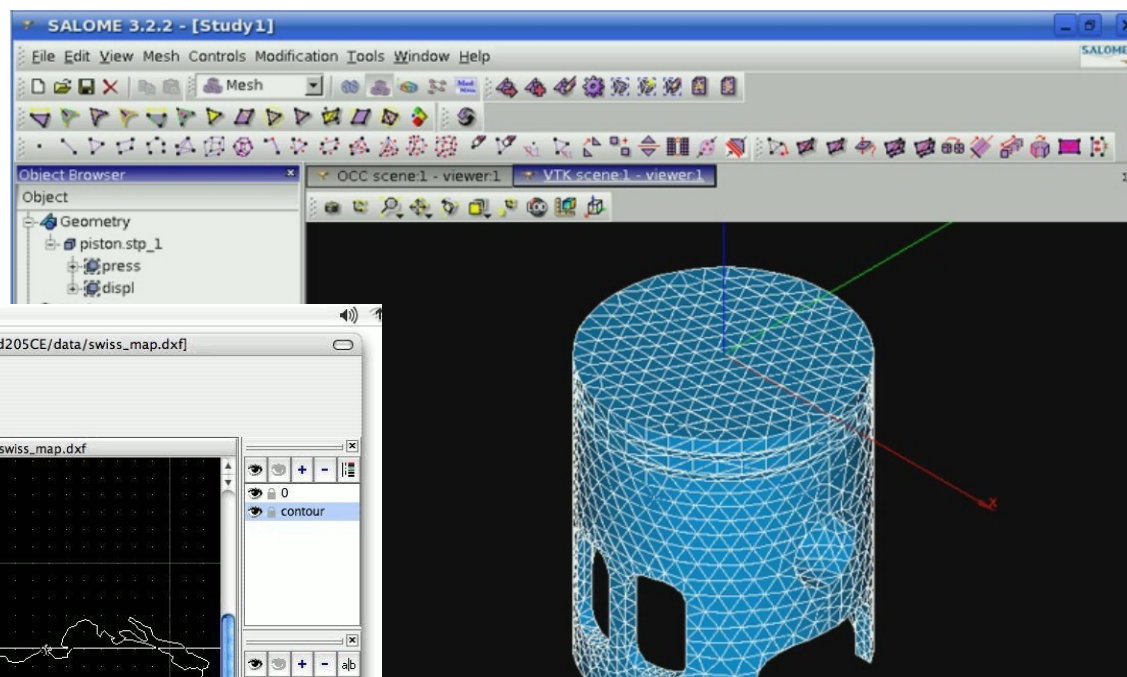 SALOME 3.2.2 - [Study1]
File Edit View Mesh Controls Modification Tools Window Help
SALOME
Mesh
Object Browser
OCC scene:1 - viewer:1
VTK scene:1 - viewer:1
Object
Geometry
piston.stp_1
press
displ
d205CE/data/swiss_map.dxf]
swiss_map.dxf
0
contour
X